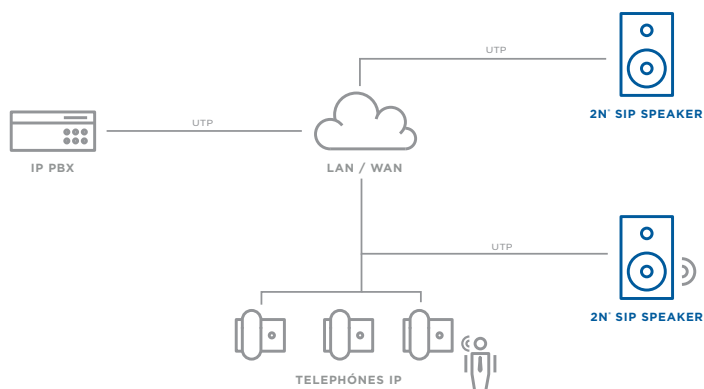 UTP
2N® SIP SPEAKER
UTP
IP PBX
LAN / WAN
UTP
2N® SIP SPEAKER
TELEPHÓNES IP